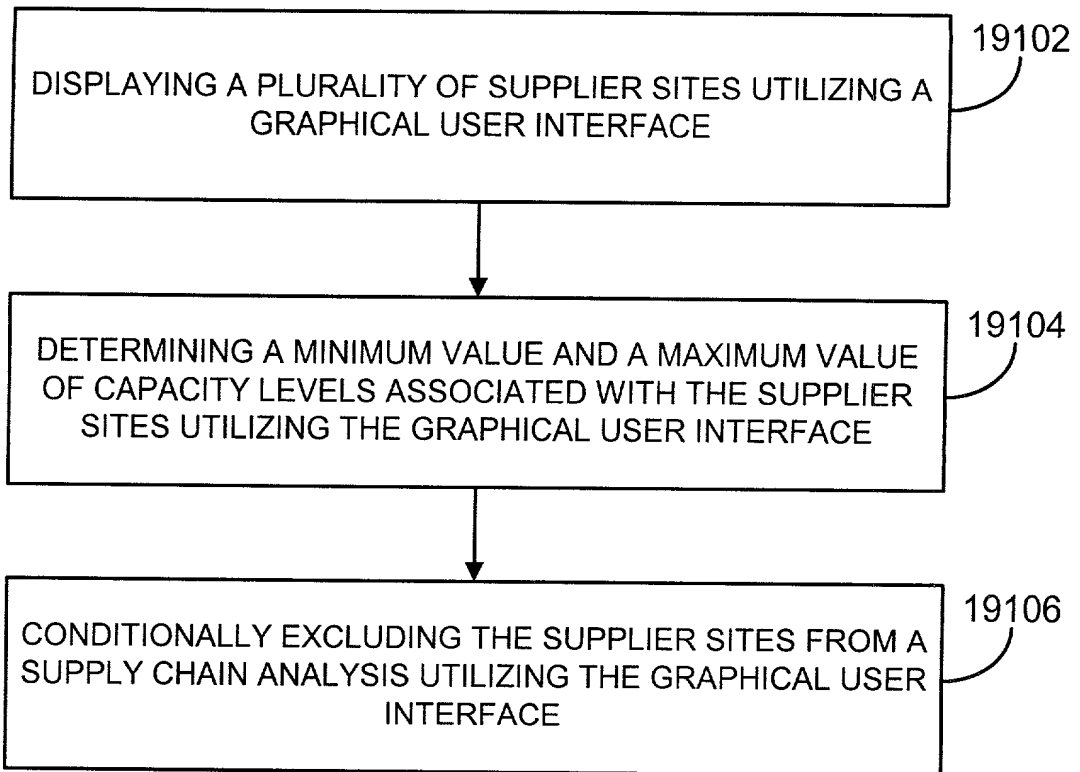 19102
DISPLAYING A PLURALITY OF SUPPLIER SITES UTILIZING A
GRAPHICAL USER INTERFACE
19104
DETERMINING A MINIMUM VALUE AND A MAXIMUM VALUE
OF CAPACITY LEVELS ASSOCIATED WITH THE SUPPLIER
SITES UTILIZING THE GRAPHICAL USER INTERFACE
19106
CONDITIONALLY EXCLUDING THE SUPPLIER SITES FROM A
SUPPLY CHAIN ANALYSIS UTILIZING THE GRAPHICAL USER
INTERFACE